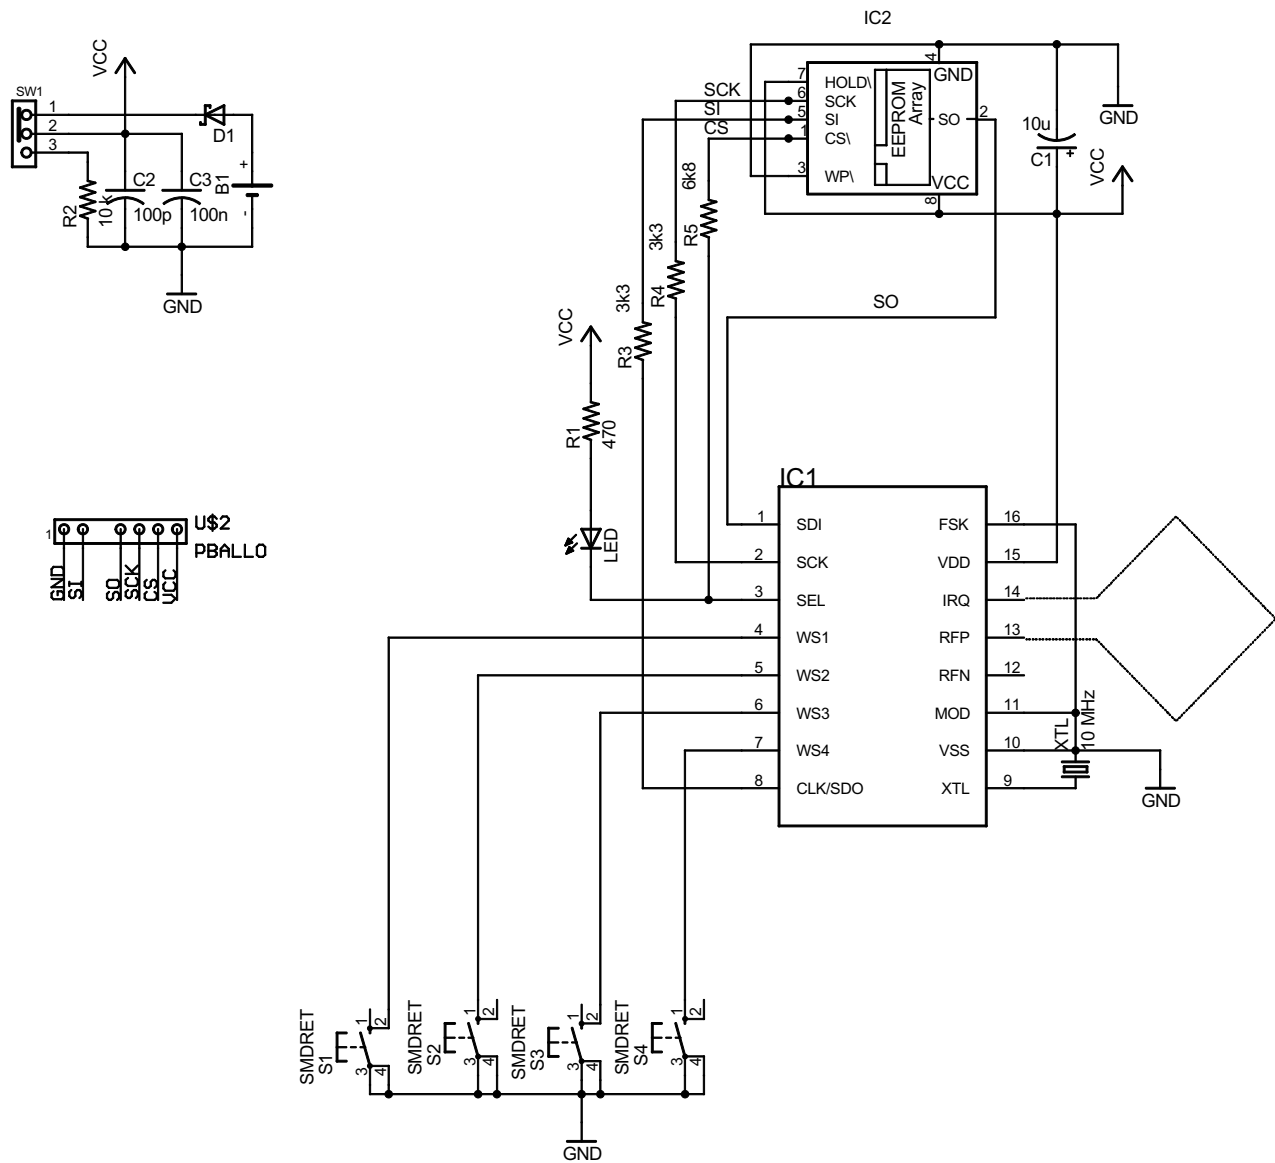 IC2
VCC
SW1
1
2
3
D1
R2
10 k
C2
100p
C3
100n
B1
+
-
GND
SCK
SI
CS
7
6
5
1
3
HOLD\
SCK
SI
CS\
WP\
EEPROM
Array
4
GND
SO
2
VCC
8
10u
C1
+
GND
VCC
6k8
R5
3k3
R4
3k3
R3
SO
VCC
R1
470
LED
U$2
PBALLO
1
GND
SI
SO
SCK
CS
VCC
IC1
1 SDI
2 SCK
3 SEL
4 WS1
5 WS2
6 WS3
7 WS4
8 CLK/SDO
FSK 16
VDD 15
IRQ 14
RFP 13
RFN 12
MOD 11
VSS 10
XTL 9
XTL
10 MHz
GND
SMDRET
S1
1
2
3
4
SMDRET
S2
1
2
3
4
SMDRET
S3
1
2
3
4
SMDRET
S4
1
2
3
4
GND